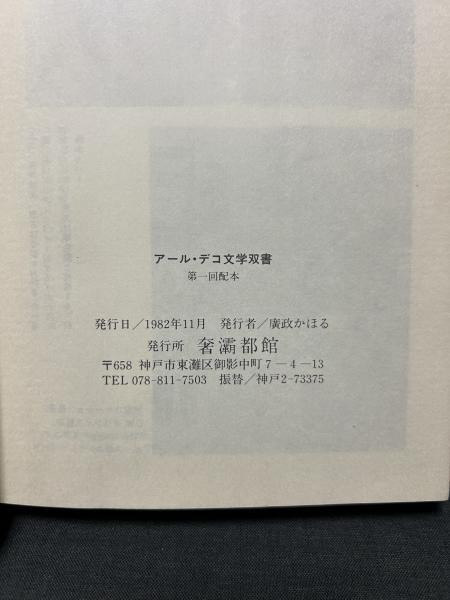 アール・デコ文学双書
第一回配本
発行日／1982年11月 発行者／廣政かほる
発行所 奢灞都館
〒658 神戸市東灘区御影中町7－4－13
TEL 078-811-7503 振替／神戸2-73375